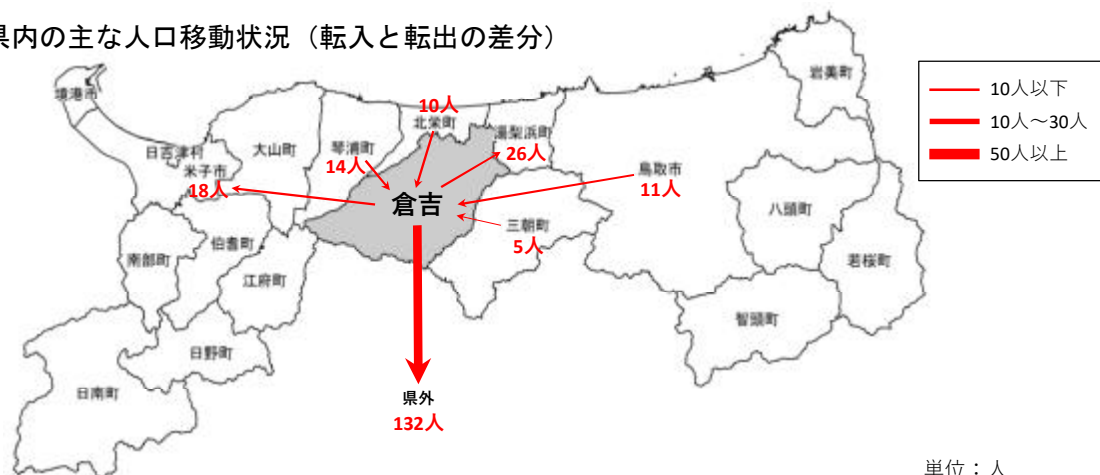 県内の主な人口移動状況（転入と転出の差分）
10人以下
10人～30人
50人以上
岩美町
境港市
10人
北栄町
湯梨浜町
26人
日吉津村
大山町
琴浦町
14人
米子市
18人
鳥取市
11人
倉吉
八頭町
三朝町
5人
伯耆町
南部町
江府町
若桜町
智頭町
日野町
日南町
県外
132人
単位：人